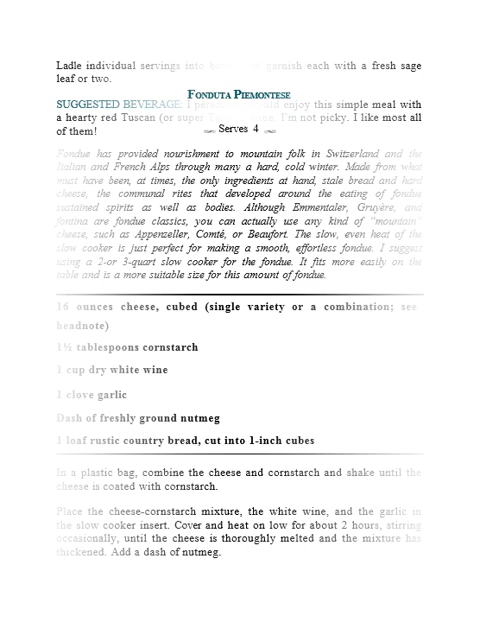 Ladle individual servings into garnish each with a fresh sage
leaf or two.
FONDUTA PIEMONTESE
SUGGESTED BEVERAGE: I enjoy this simple meal with
a hearty red Tuscan (or super I'm not picky. I like most all
of them!
Serves 4
Fondue has provided nourishment to mountain folk in Switzerland and the
Italian and French Alps through many a hard, cold winter. Made from what
must have been, at times, the only ingredients at hand, stale bread and hard
cheese, the communal rites that developed around the eating of fondue
sustained spirits as well as bodies. Although Emmentaler, Gruyère, and
fontina are fondue classics, you can actually use any kind of "mountain"
cheese, such as Appenzeller, Comté, or Beaufort. The slow, even heat of the
slow cooker is just perfect for making a smooth, effortless fondue. I suggest
using a 2-or 3-quart slow cooker for the fondue. It fits more easily on the
table and is a more suitable size for this amount of fondue.
16 ounces cheese, cubed (single variety or a combination; see
headnote)
1½ tablespoons cornstarch
1 cup dry white wine
1 clove garlic
Dash of freshly ground nutmeg
1 loaf rustic country bread, cut into 1-inch cubes
In a plastic bag, combine the cheese and cornstarch and shake until the
cheese is coated with cornstarch.
Place the cheese-cornstarch mixture, the white wine, and the garlic in
the slow cooker insert. Cover and heat on low for about 2 hours, stirring
occasionally, until the cheese is thoroughly melted and the mixture has
thickened. Add a dash of nutmeg.